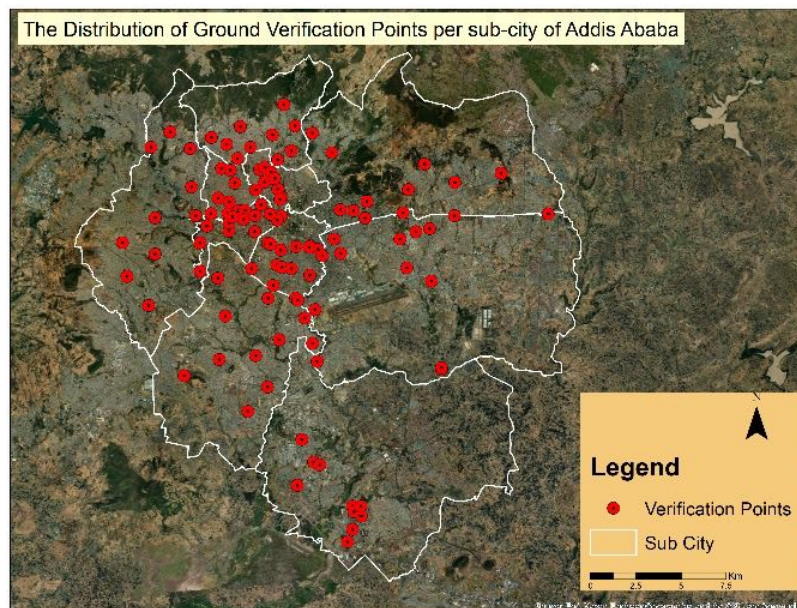 The Distribution of Ground Verification Points per sub-city of Addis Ababa
N
Legend
Verification Points
Sub City
Km
0 2.5 5 7.5